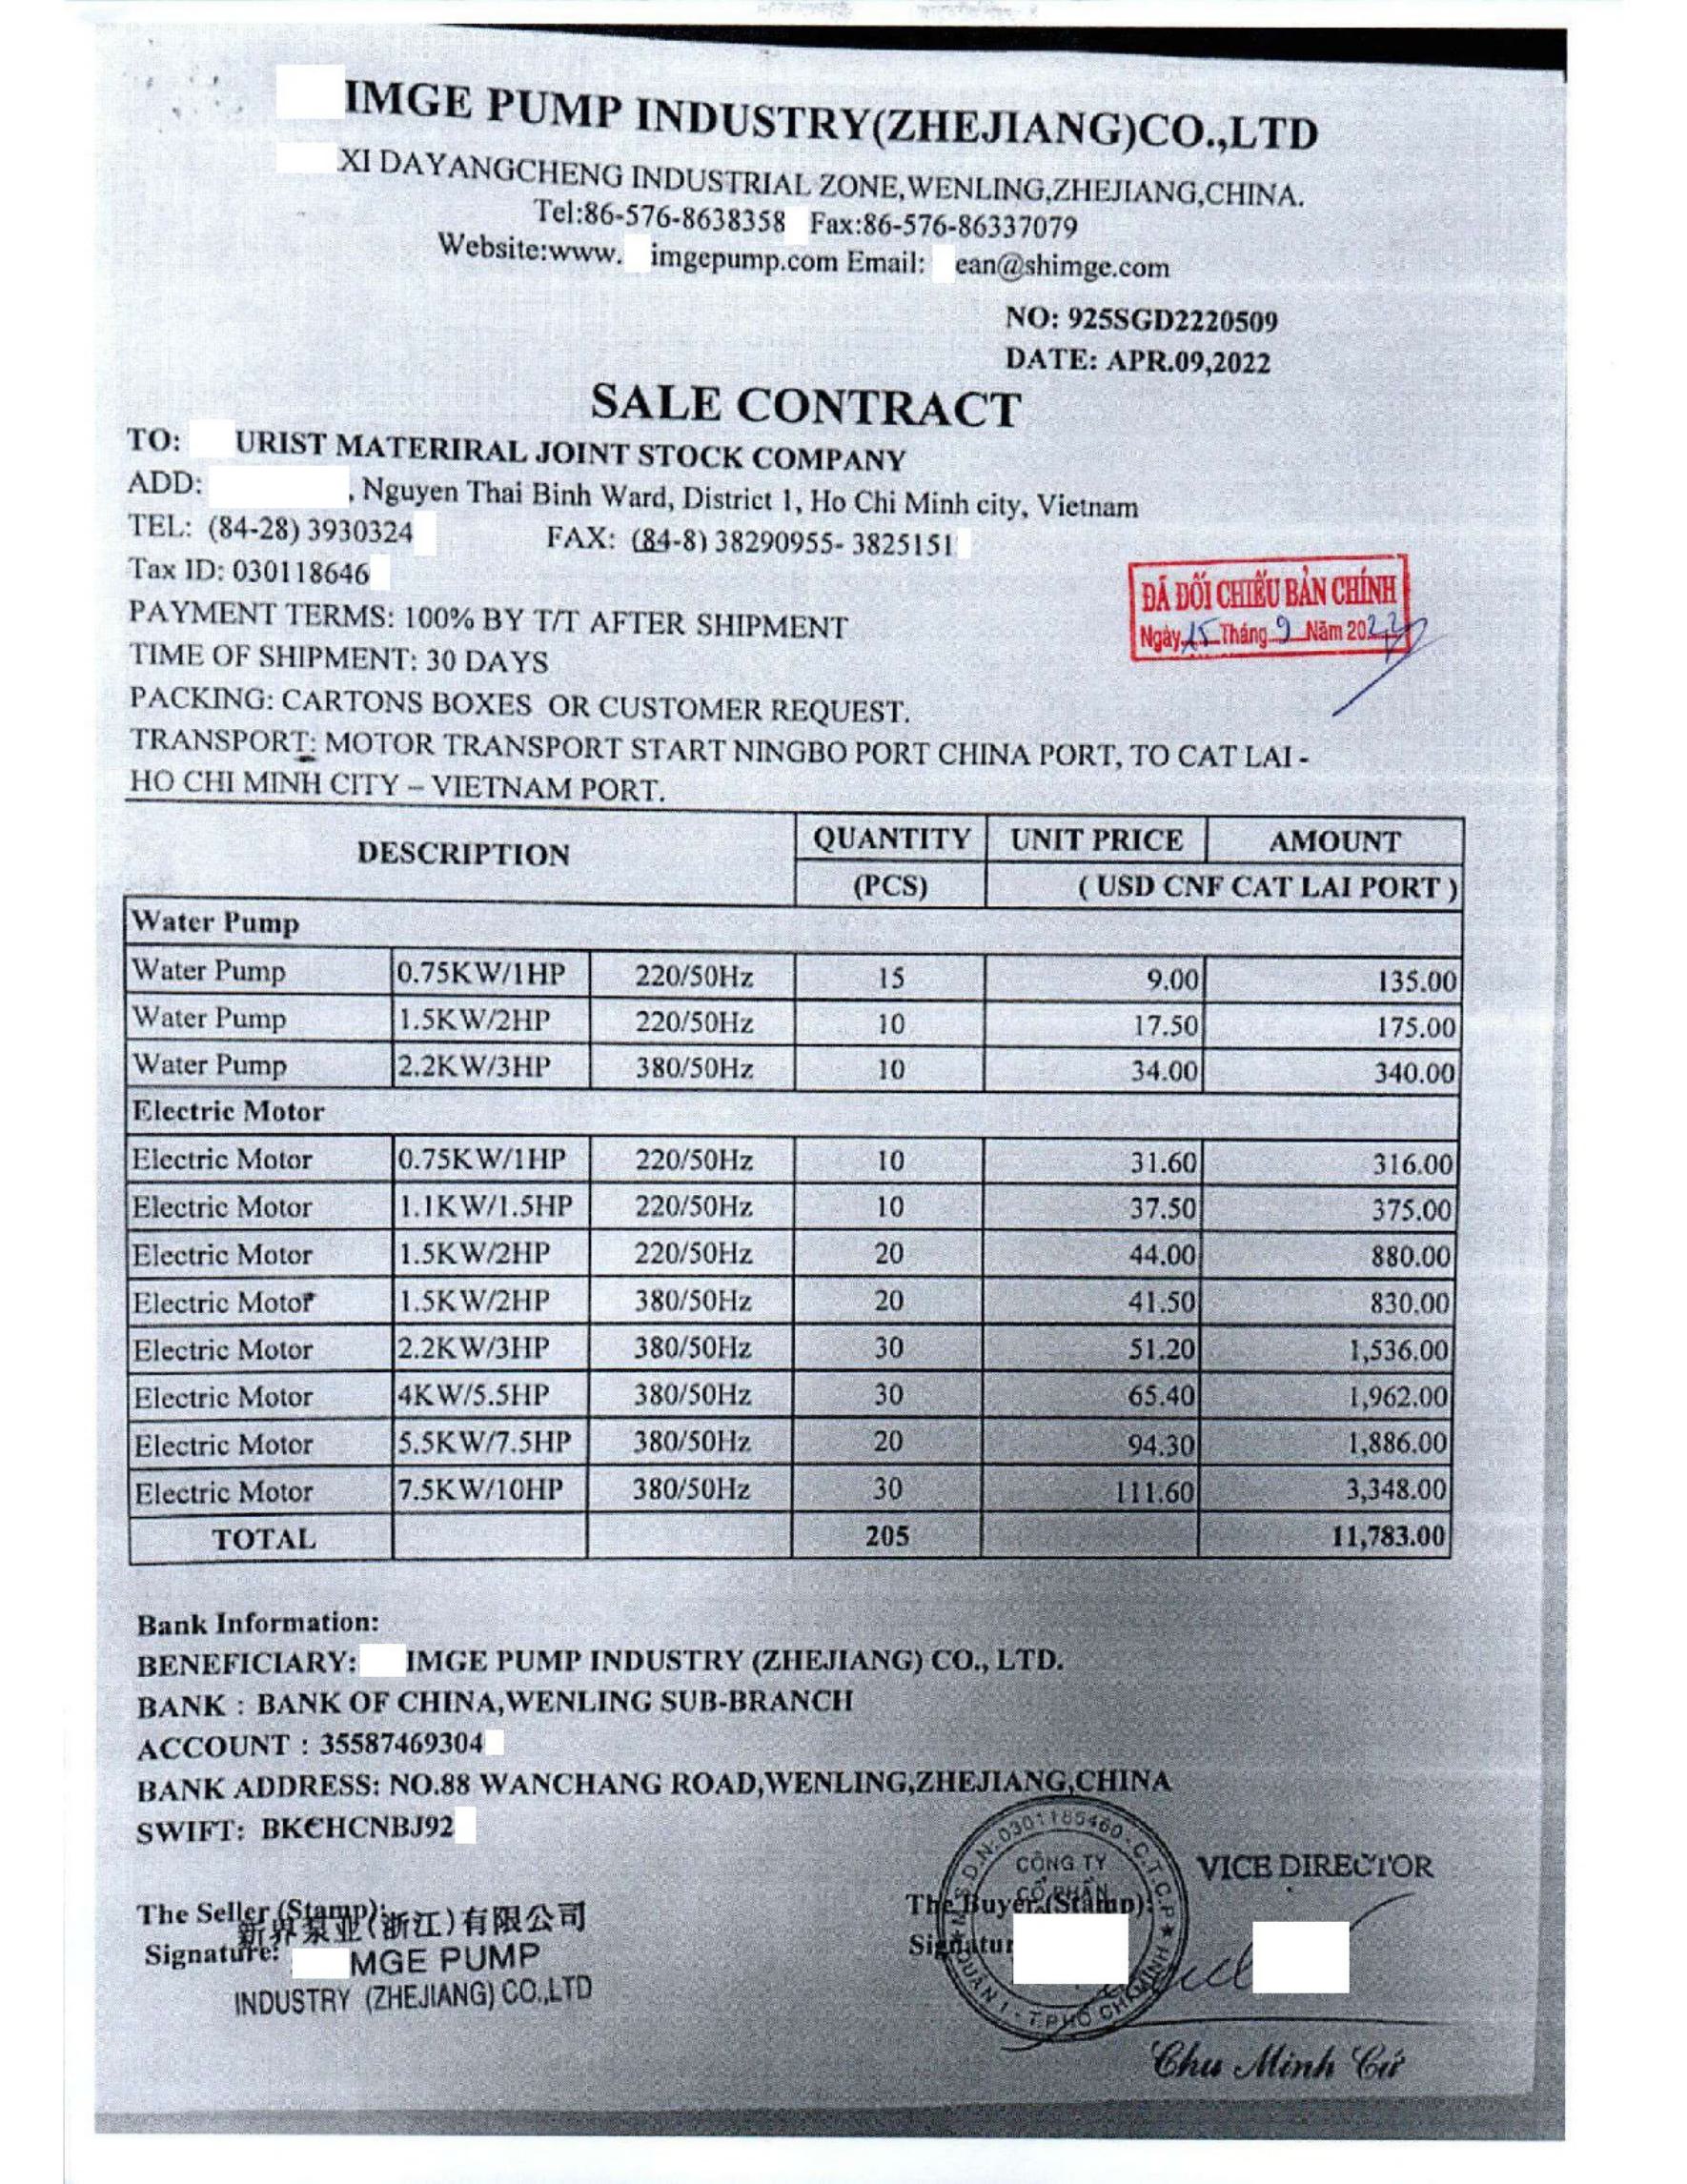 IMGE PUMP INDUSTRY(ZHEJIANG)CO.,LTD
XI DAYANGCHENG INDUSTRIAL ZONE,WENLING,ZHEJIANG,CHINA.
Tel:86-576-8638358 Fax:86-576-86337079
Website:www. imgepump.com Email: ean@shimge.com
NO: 925SGD2220509
DATE: APR.09,2022
SALE CONTRACT
TO: URIST MATERIRAL JOINT STOCK COMPANY
ADD: , Nguyen Thai Binh Ward, District 1, Ho Chi Minh city, Vietnam
TEL: (84-28) 3930324 FAX: (84-8) 38290955- 3825151
Tax ID: 030118646
ĐÃ ĐỐI CHIẾU BẢN CHÍNH
Ngày 15 Tháng 9 Năm 2022
PAYMENT TERMS: 100% BY T/T AFTER SHIPMENT
TIME OF SHIPMENT: 30 DAYS
PACKING: CARTONS BOXES OR CUSTOMER REQUEST.
TRANSPORT: MOTOR TRANSPORT START NINGBO PORT CHINA PORT, TO CAT LAI -
HO CHI MINH CITY – VIETNAM PORT.
DESCRIPTION QUANTITY UNIT PRICE AMOUNT
(PCS) ( USD CNF CAT LAI PORT )
Water Pump
Water Pump 0.75KW/1HP 220/50Hz 15 9.00 135.00
Water Pump 1.5KW/2HP 220/50Hz 10 17.50 175.00
Water Pump 2.2KW/3HP 380/50Hz 10 34.00 340.00
Electric Motor
Electric Motor 0.75KW/1HP 220/50Hz 10 31.60 316.00
Electric Motor 1.1KW/1.5HP 220/50Hz 10 37.50 375.00
Electric Motor 1.5KW/2HP 220/50Hz 20 44.00 880.00
Electric Motor 1.5KW/2HP 380/50Hz 20 41.50 830.00
Electric Motor 2.2KW/3HP 380/50Hz 30 51.20 1,536.00
Electric Motor 4KW/5.5HP 380/50Hz 30 65.40 1,962.00
Electric Motor 5.5KW/7.5HP 380/50Hz 20 94.30 1,886.00
Electric Motor 7.5KW/10HP 380/50Hz 30 111.60 3,348.00
TOTAL 205 11,783.00
Bank Information:
BENEFICIARY: IMGE PUMP INDUSTRY (ZHEJIANG) CO., LTD.
BANK : BANK OF CHINA,WENLING SUB-BRANCH
ACCOUNT : 35587469304
BANK ADDRESS: NO.88 WANCHANG ROAD,WENLING,ZHEJIANG,CHINA
SWIFT: BKCHCNBJ92
VICE DIRECTOR
The Seller (Stamp):
新界泵业(浙江)有限公司
Signature:
MGE PUMP
INDUSTRY (ZHEJIANG) CO.,LTD
The Buyer (Stamp):
Signatur
M.S.D.N: 0301185460 - C.T.C.P
CÔNG TY
CỔ PHẦN
QUẬN 1 - T.PHỐ CHÍ MINH
Chu Minh Cứ